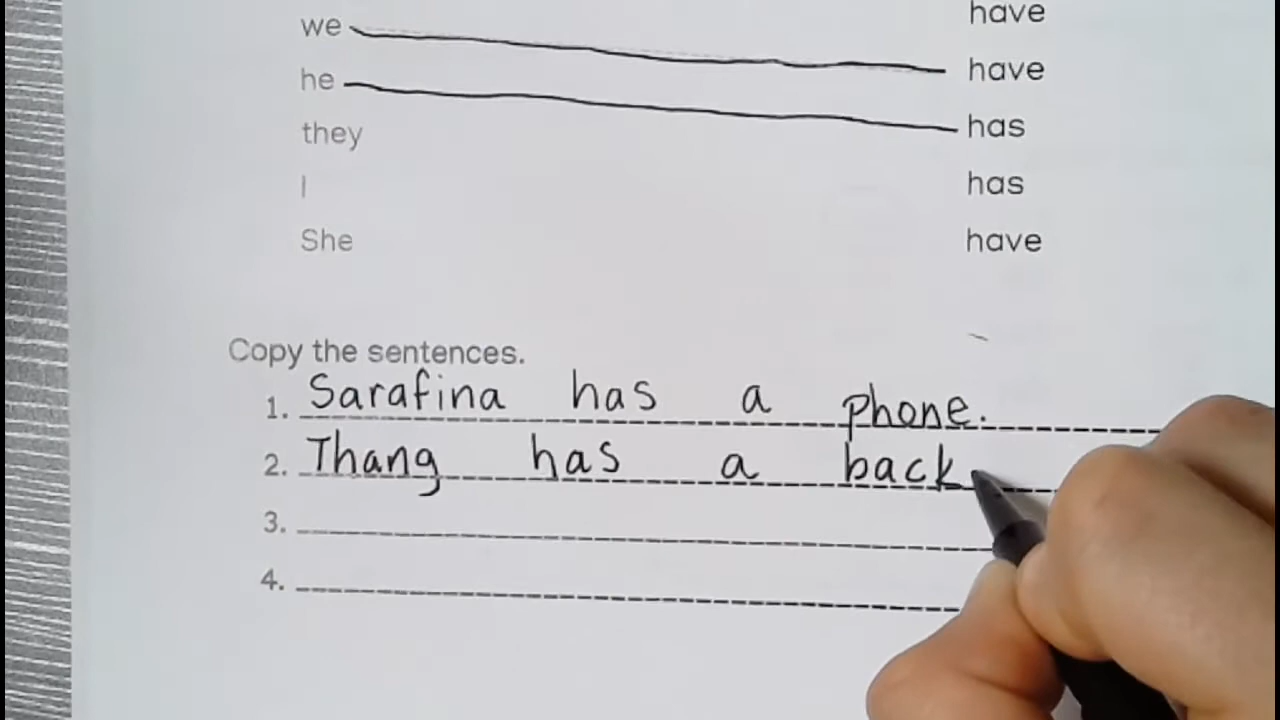 have
we have
he has
they
I has
She have
Copy the sentences.
1. Sarafina has a phone.
2. Thang has a back
3.
4.